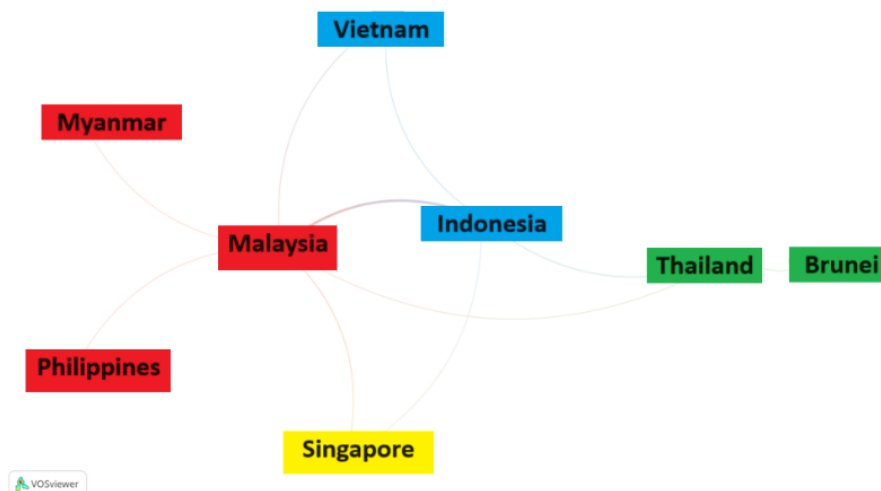 Vietnam
Myanmar
Indonesia
Malaysia
Thailand
Brunei
Philippines
Singapore
VOSviewer